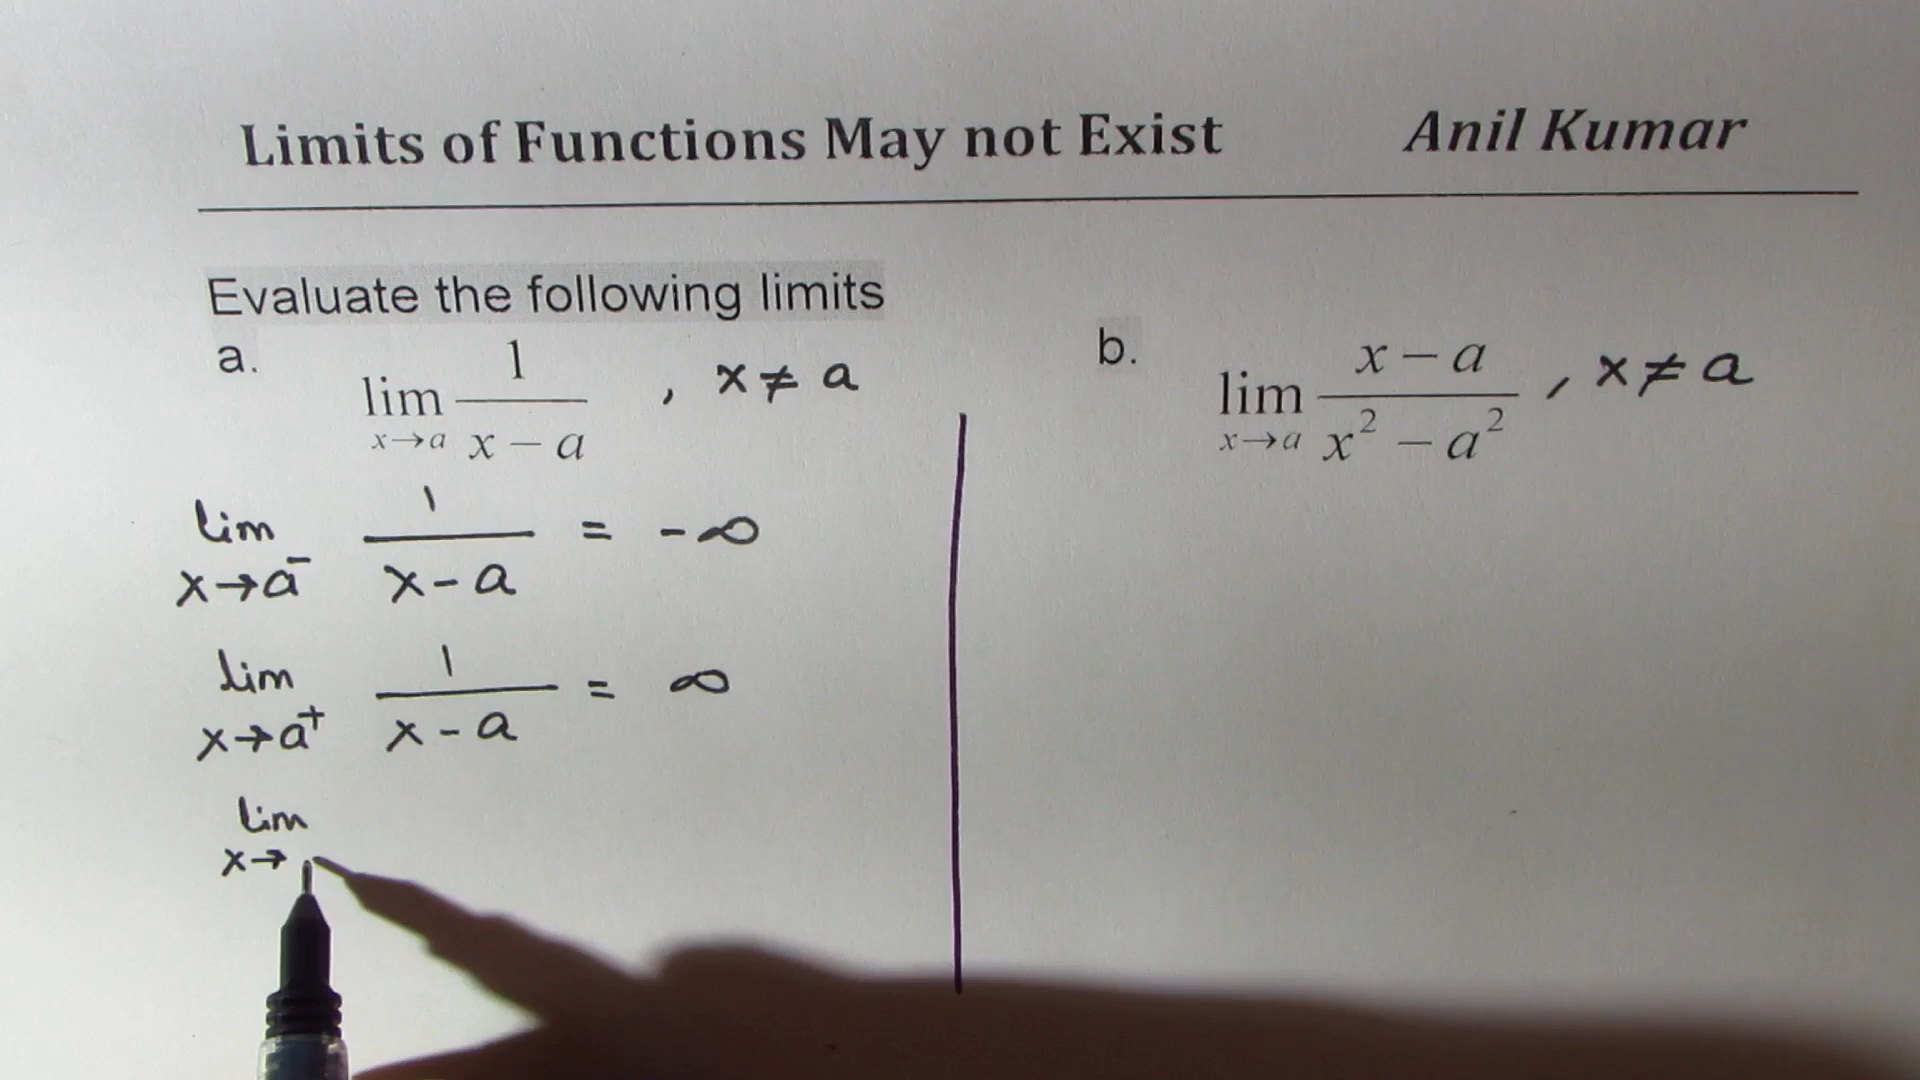 Limits of Functions May not Exist Anil Kumar
Evaluate the following limits
a. lim x→a 1/(x − a) , x ≠ a
lim x→a⁻ 1/(x − a) = −∞
lim x→a⁺ 1/(x − a) = ∞
lim x→
b. lim x→a (x − a)/(x² − a²) , x ≠ a